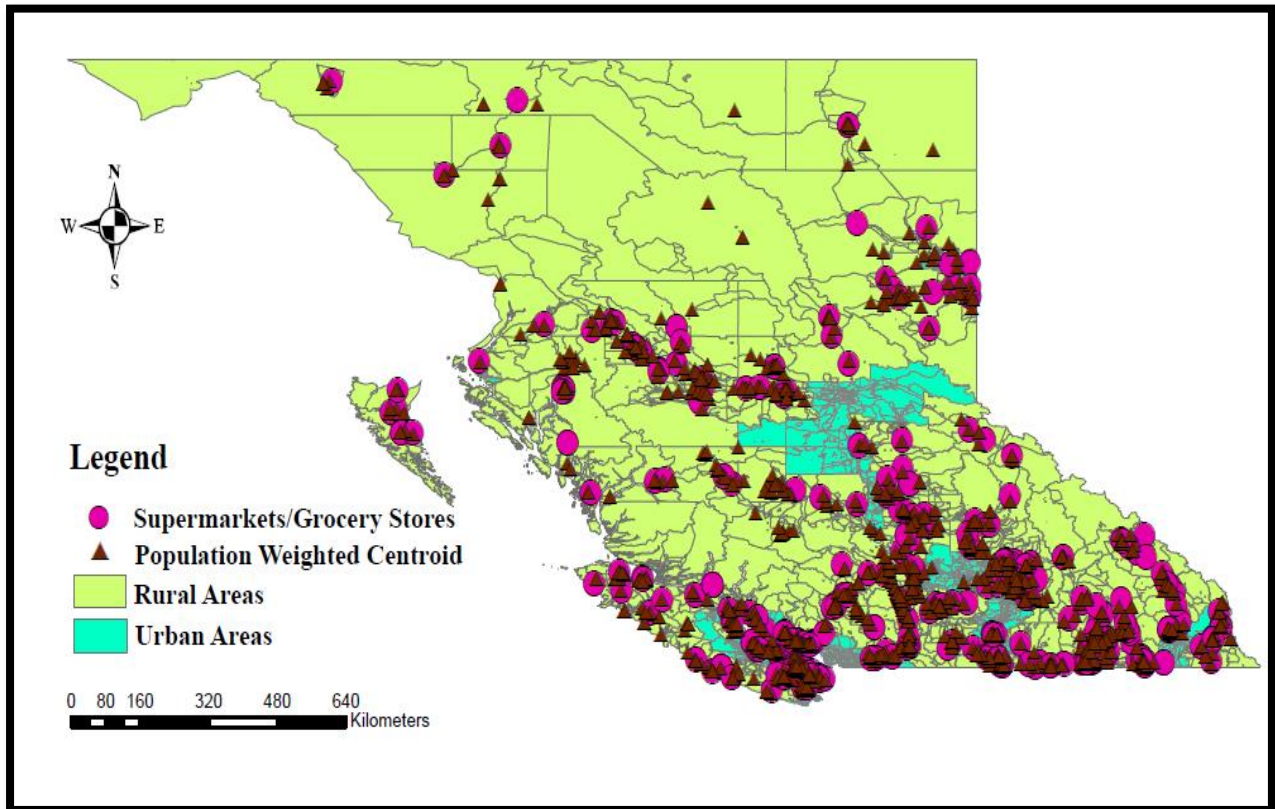 N
W E
S
Legend
Supermarkets/Grocery Stores
Population Weighted Centroid
Rural Areas
Urban Areas
0 80 160 320 480 640
Kilometers